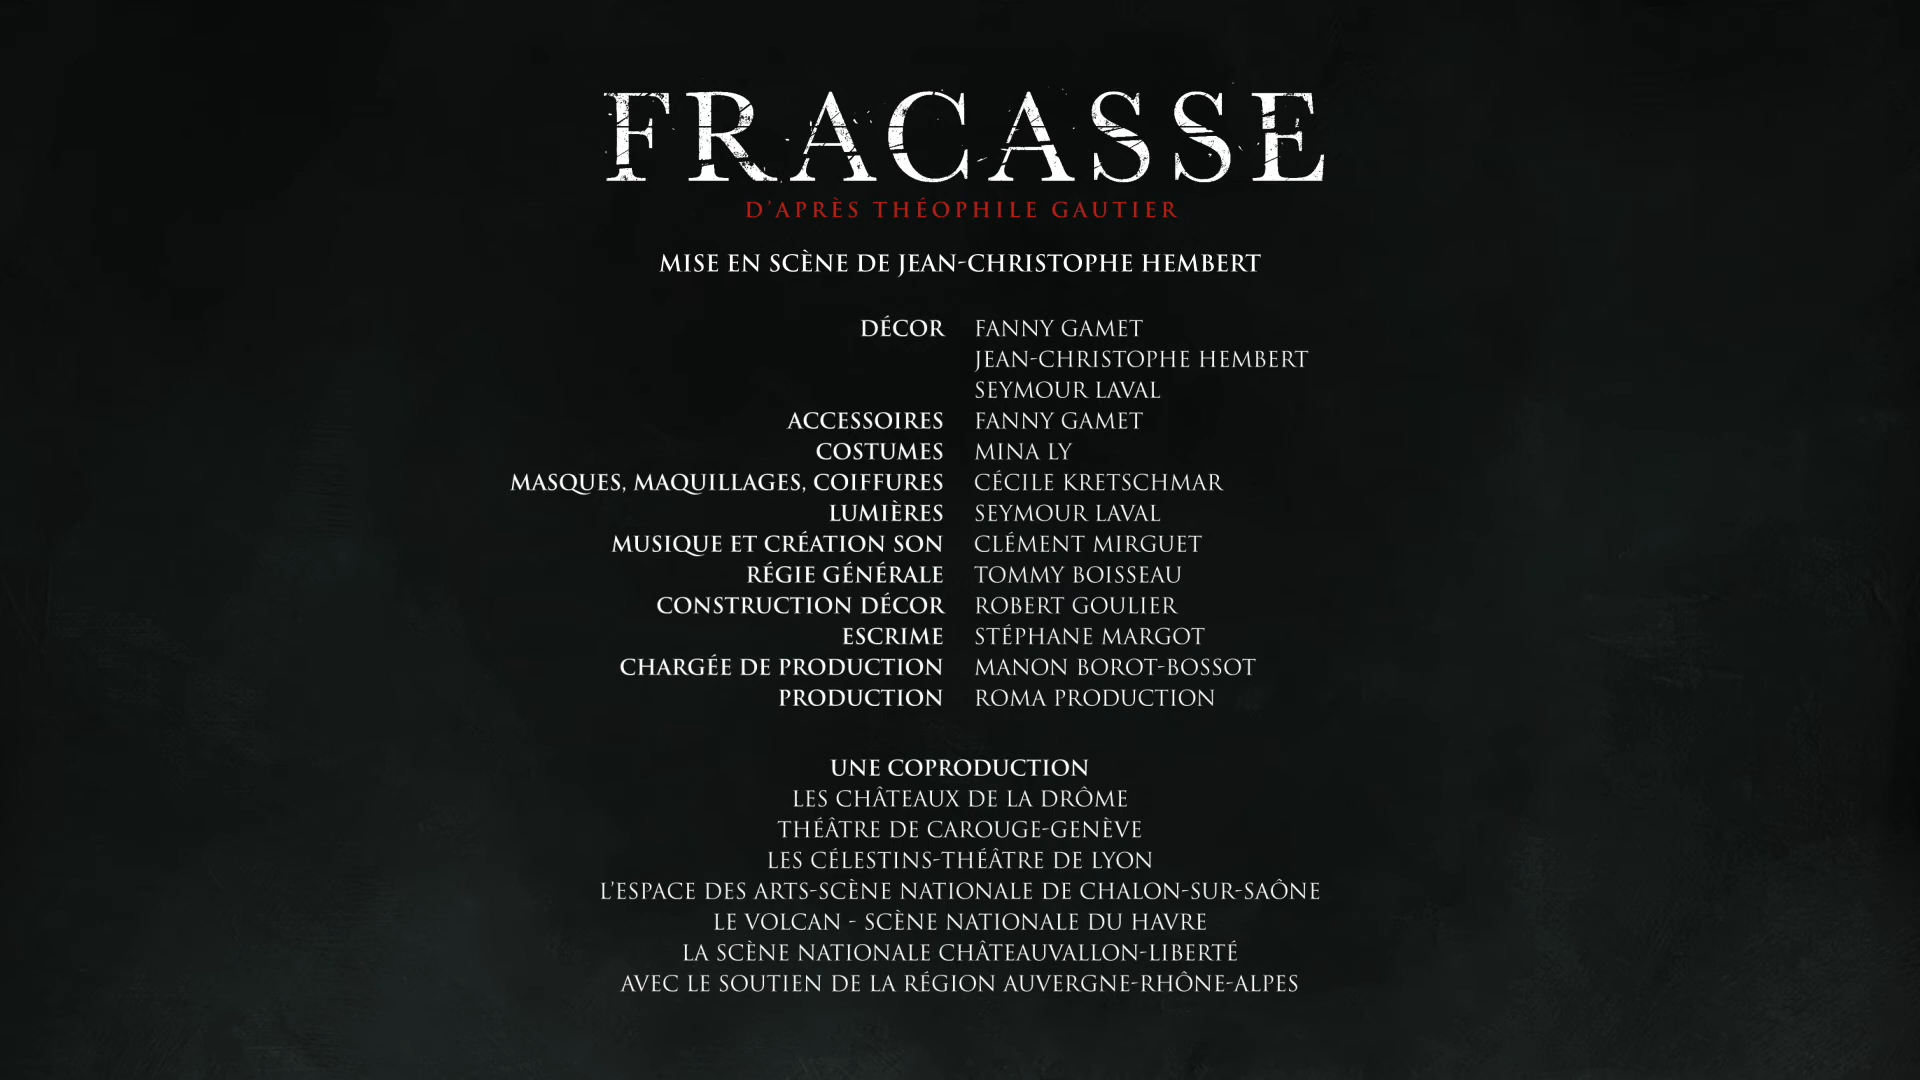 FRACASSE
D'APRÈS THÉOPHILE GAUTIER
MISE EN SCÈNE DE JEAN-CHRISTOPHE HEMBERT
DÉCOR FANNY GAMET
JEAN-CHRISTOPHE HEMBERT
SEYMOUR LAVAL
ACCESSOIRES FANNY GAMET
COSTUMES MINA LY
MASQUES, MAQUILLAGES, COIFFURES CÉCILE KRETSCHMAR
LUMIÈRES SEYMOUR LAVAL
MUSIQUE ET CRÉATION SON CLÉMENT MIRGUET
RÉGIE GÉNÉRALE TOMMY BOISSEAU
CONSTRUCTION DÉCOR ROBERT GOULIER
ESCRIME STÉPHANE MARGOT
CHARGÉE DE PRODUCTION MANON BOROT-BOSSOT
PRODUCTION ROMA PRODUCTION
UNE COPRODUCTION
LES CHÂTEAUX DE LA DRÔME
THÉÂTRE DE CAROUGE-GENÈVE
LES CÉLESTINS-THÉÂTRE DE LYON
L'ESPACE DES ARTS-SCÈNE NATIONALE DE CHALON-SUR-SAÔNE
LE VOLCAN - SCÈNE NATIONALE DU HAVRE
LA SCÈNE NATIONALE CHÂTEAUVALLON-LIBERTÉ
AVEC LE SOUTIEN DE LA RÉGION AUVERGNE-RHÔNE-ALPES